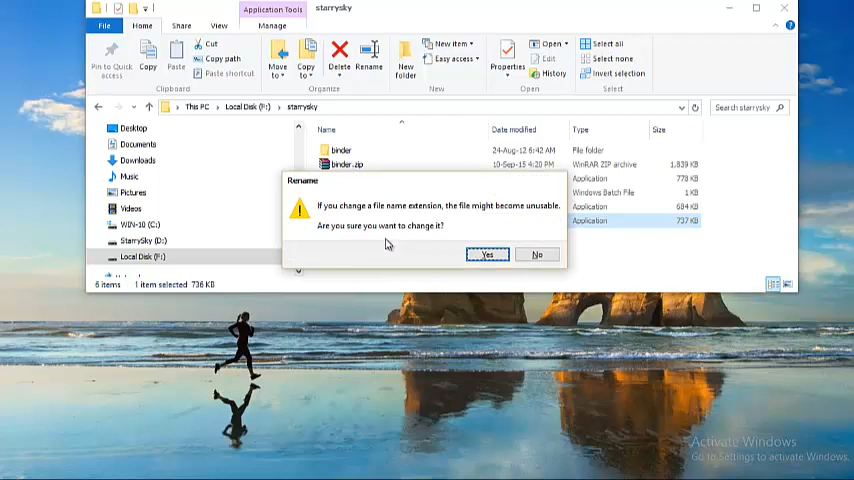 Application Tools
starrysky
File
Home
Share
View
Manage
Pin to Quick access
Copy
Paste
Cut
Copy path
Paste shortcut
Clipboard
Move to
Copy to
Delete
Rename
Organize
New folder
New item
Easy access
New
Properties
Open
Edit
History
Open
Select all
Select none
Invert selection
Select
This PC
Local Disk (F:)
starrysky
Search starrysky
Name
Date modified
Type
Size
Desktop
Documents
Downloads
Music
Pictures
Videos
WIN-10 (C:)
StarrySky (D:)
Local Disk (F:)
binder 24-Aug-12 6:42 AM File folder
binder.zip 10-Sep-15 4:20 PM WinRAR ZIP archive 1,839 KB
Application 778 KB
Windows Batch File 1 KB
Application 684 KB
Application 737 KB
Rename
If you change a file name extension, the file might become unusable.
Are you sure you want to change it?
Yes
No
6 items 1 item selected 736 KB
Activate Windows
Go to Settings to activate Windows.